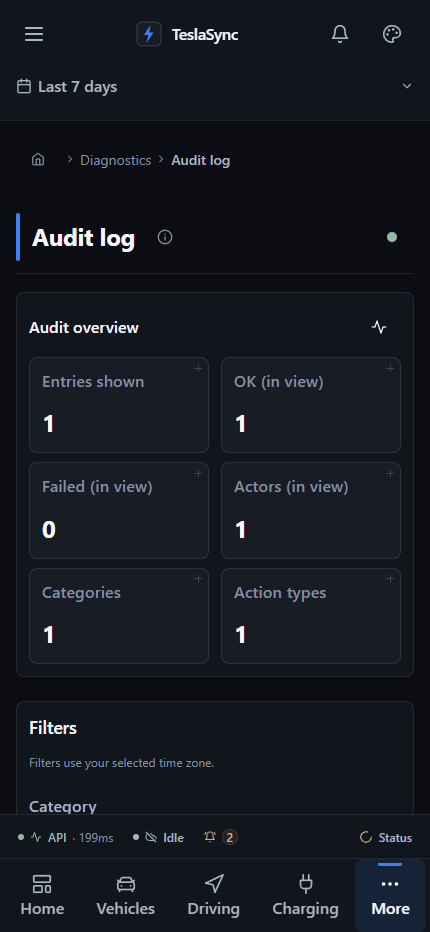 TeslaSync
Last 7 days
Diagnostics Audit log
Audit log
Audit overview
Entries shown OK (in view)
1 1
Failed (in view) Actors (in view)
0 1
Categories Action types
1 1
Filters
Filters use your selected time zone.
Category
API · 199ms Idle 2 Status
Home Vehicles Driving Charging More